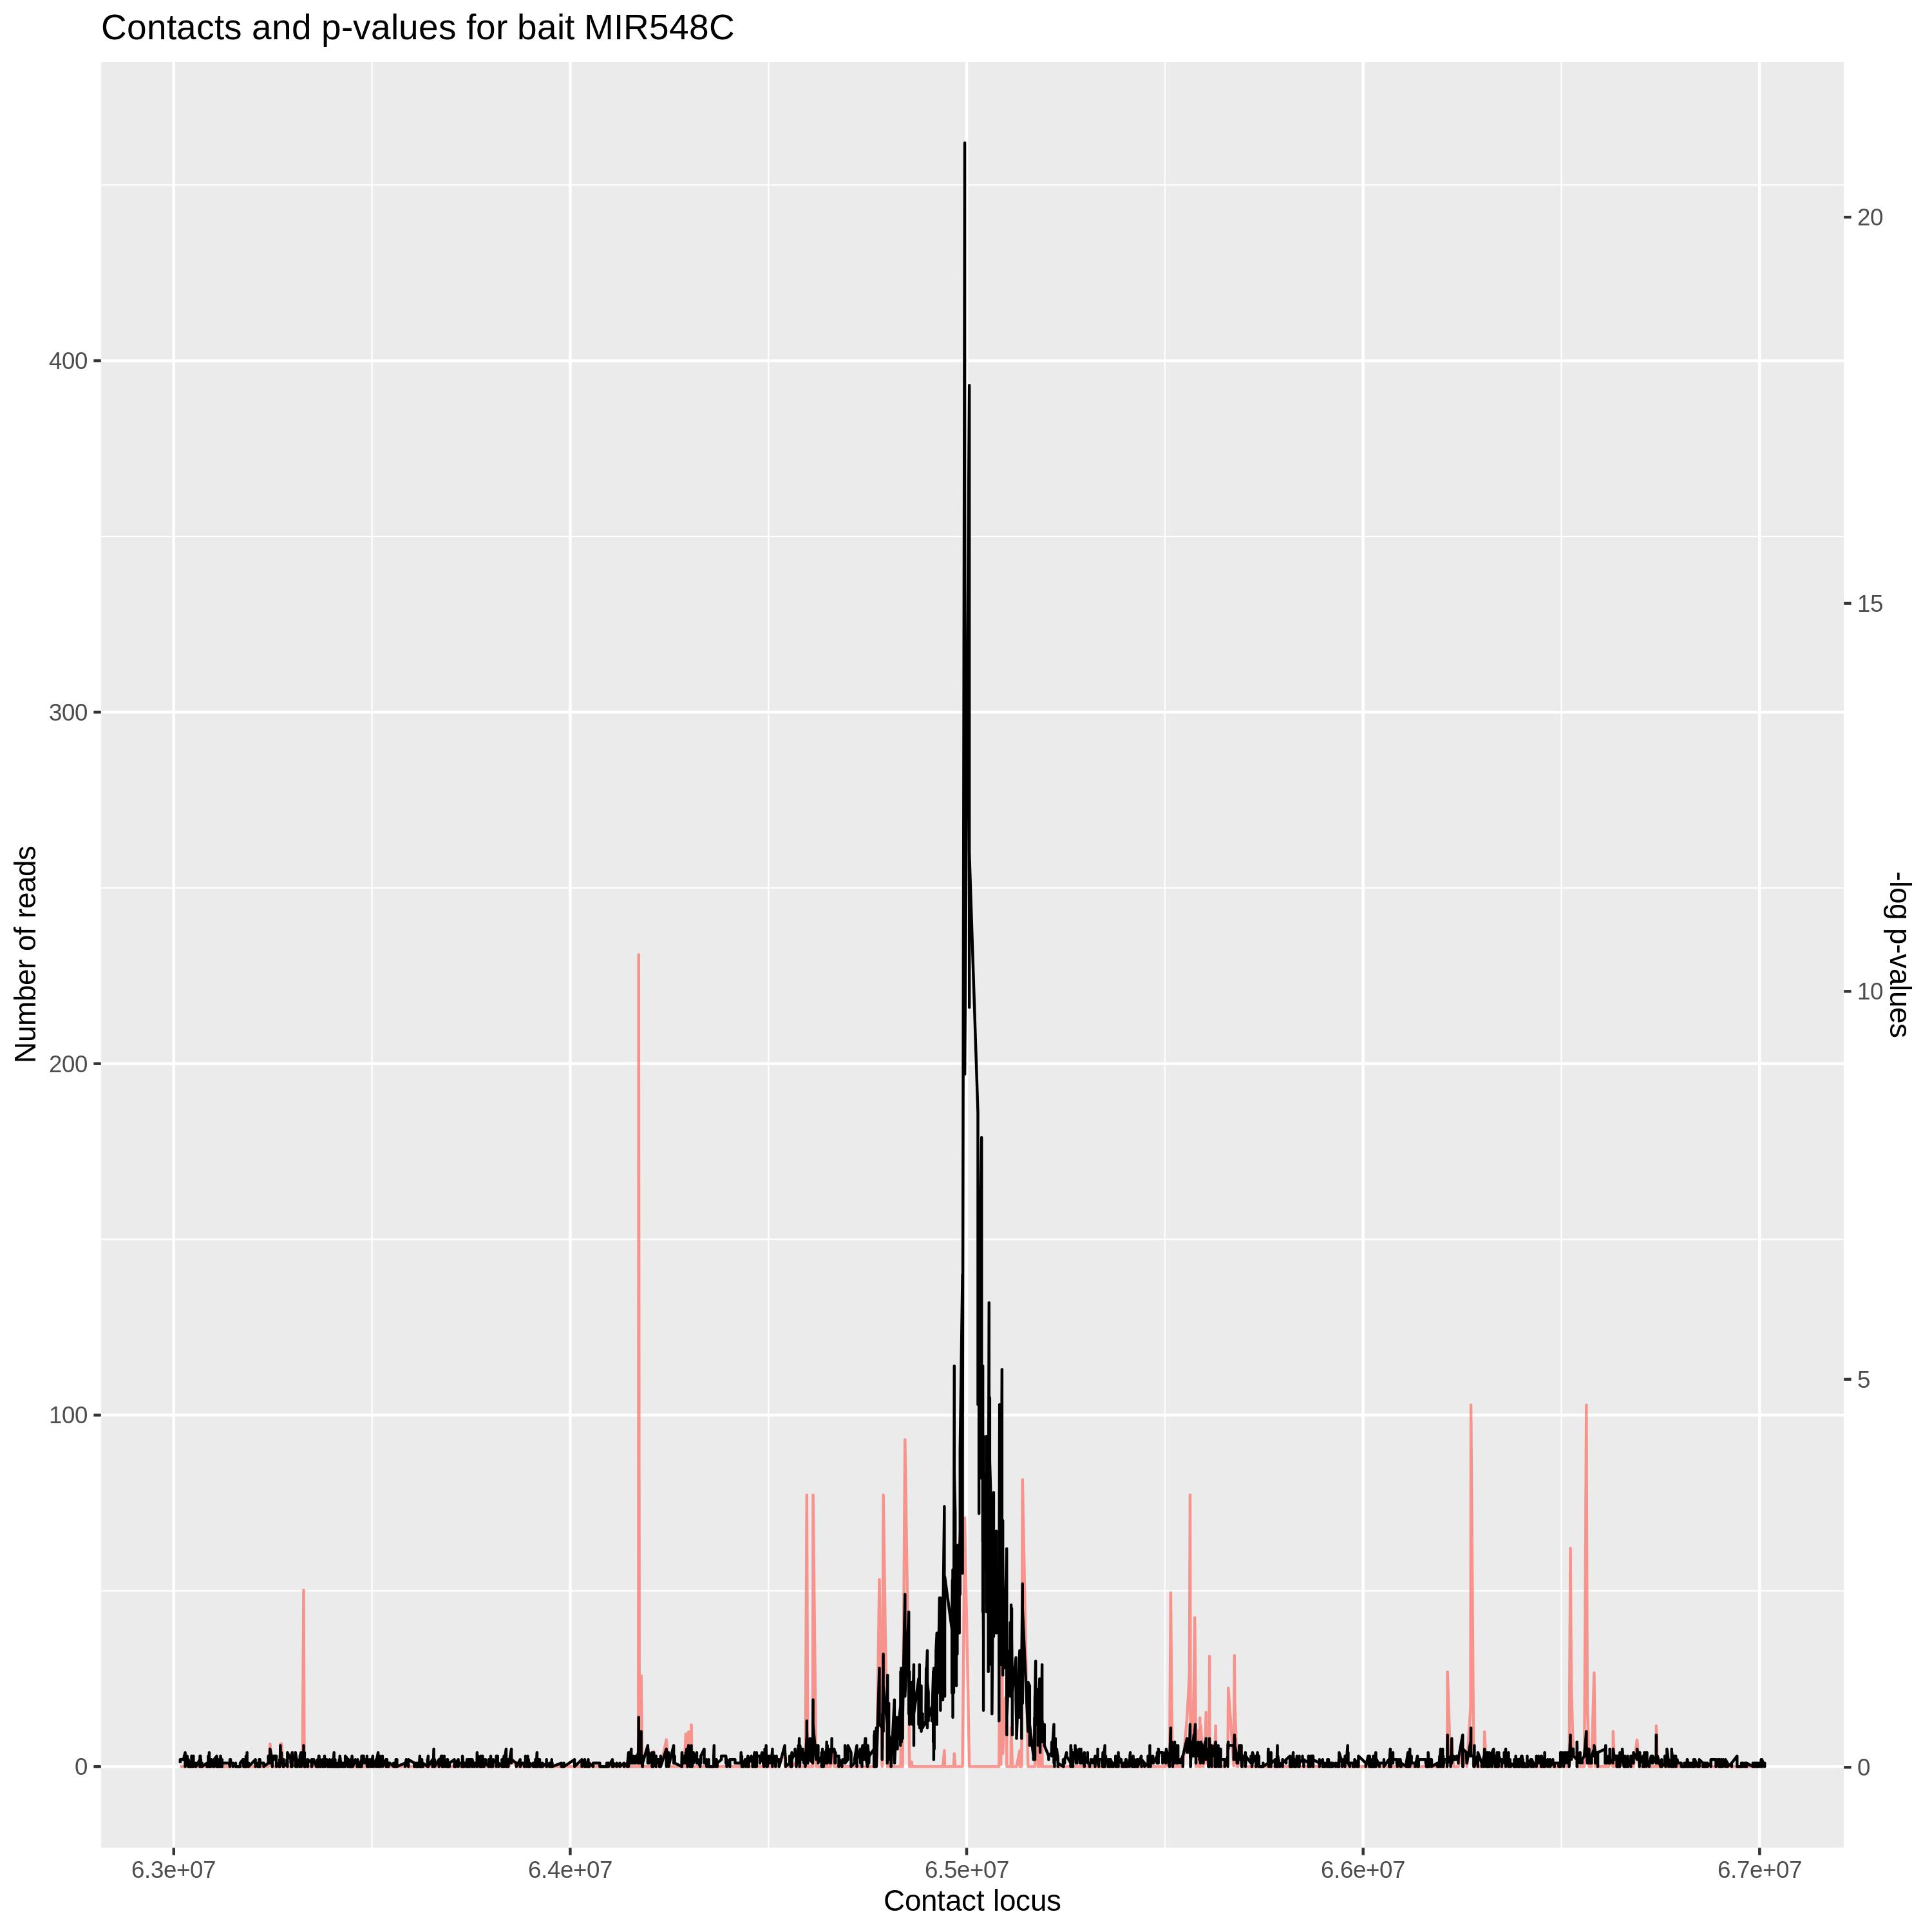 Contacts and p-values for bait MIR548C
Number of reads
400
300
200
100
0
20
15
10
5
0
-log p-values
6.3e+07 6.4e+07 6.5e+07 6.6e+07 6.7e+07
Contact locus